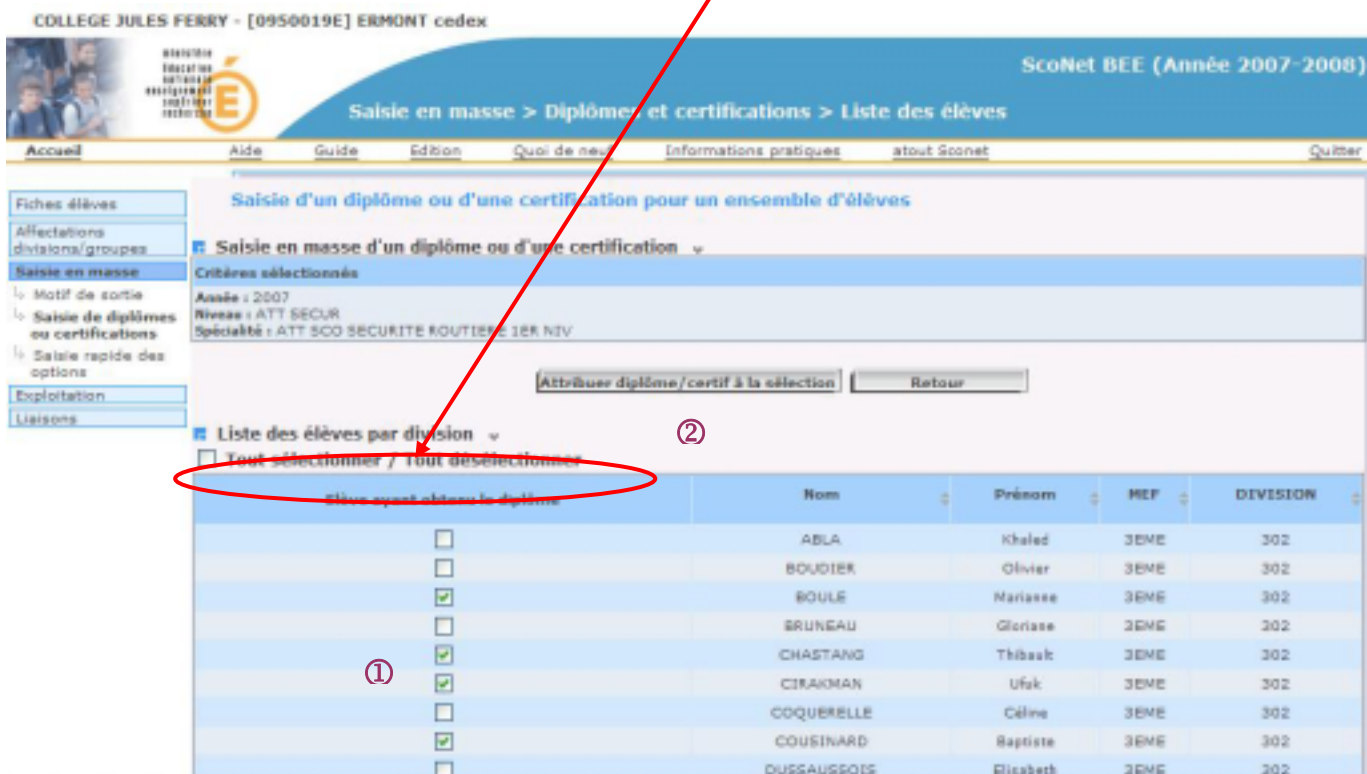 COLLEGE JULES FERRY - [0950019E] ERMONT cedex
ministère
éducation
nationale
enseignement
supérieur
recherche
É
ScoNet BEE (Année 2007-2008)
Saisie en masse > Diplômes et certifications > Liste des élèves
Accueil Aide Guide Edition Quoi de neuf Informations pratiques atout Sconet Quitter
Fiches élèves
Affectations
divisions/groupes
Saisie en masse
Motif de sortie
Saisie de diplômes
ou certifications
Saisie rapide des
options
Exploitation
Liaisons
Saisie d'un diplôme ou d'une certification pour un ensemble d'élèves
Saisie en masse d'un diplôme ou d'une certification
Critères sélectionnés
Année : 2007
Niveau : ATT SECUR
Spécialité : ATT SCO SECURITE ROUTIERE 1ER NIV
Attribuer diplôme/certif à la sélection Retour
②
Liste des élèves par division
Tout sélectionner / Tout désélectionner
Elève ayant obtenu le diplôme Nom Prénom MEF DIVISION
ABLA Khaled 3EME 302
BOUDIER Olivier 3EME 302
BOULE Marianne 3EME 302
BRUNEAU Gloriane 3EME 302
CHASTANG Thibault 3EME 302
①
CIRAKMAN Ufuk 3EME 302
COQUERELLE Céline 3EME 302
COUSINARD Baptiste 3EME 302
DUSSAUSSOIS Elisabeth 3EME 302